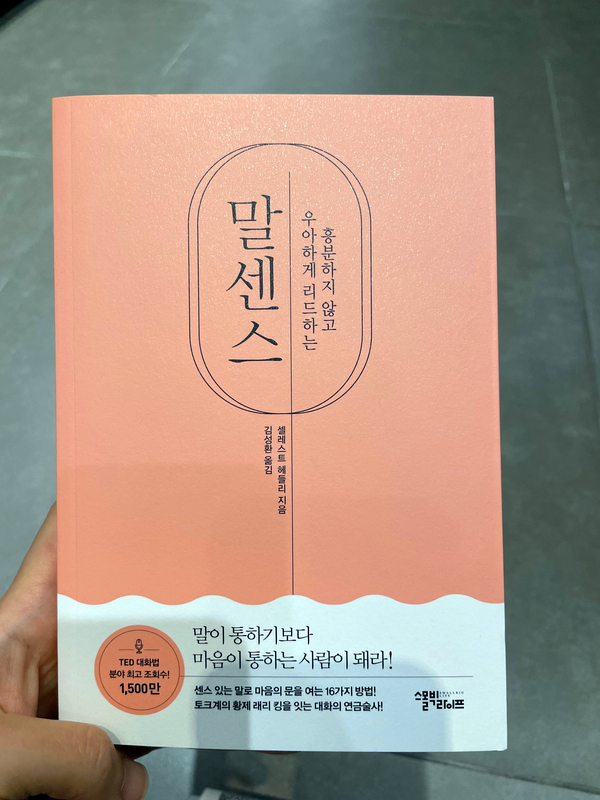 흥분하지 않고
우아하게 리드하는
말센스
셀레스트 헤들리 지음
김성환 옮김
말이 통하기보다
마음이 통하는 사람이 돼라!
TED 대화법
분야 최고 조회수!
1,500만
센스 있는 말로 마음의 문을 여는 16가지 방법!
토크계의 황제 래리 킹을 잇는 대화의 연금술사!
스몰빅라이프
SMALLBIG
LIFE